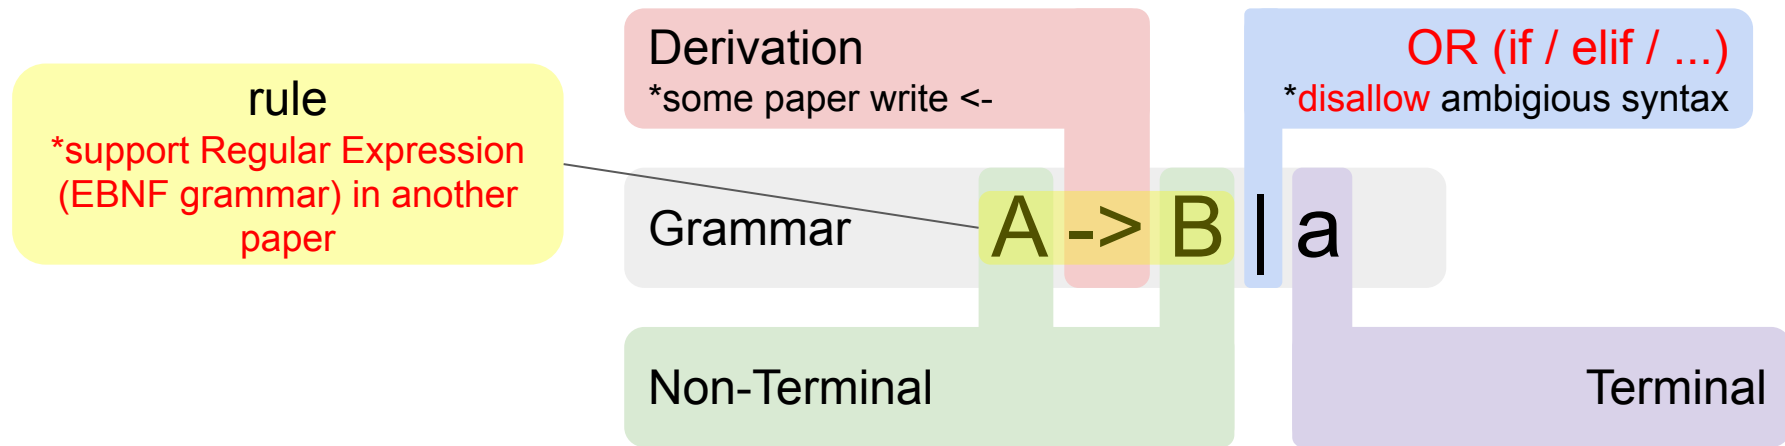 rule
*support Regular Expression
(EBNF grammar) in another
paper
Derivation
*some paper write <-
OR (if / elif / ...)
*disallow ambigious syntax
Grammar
A -> B | a
Non-Terminal
Terminal